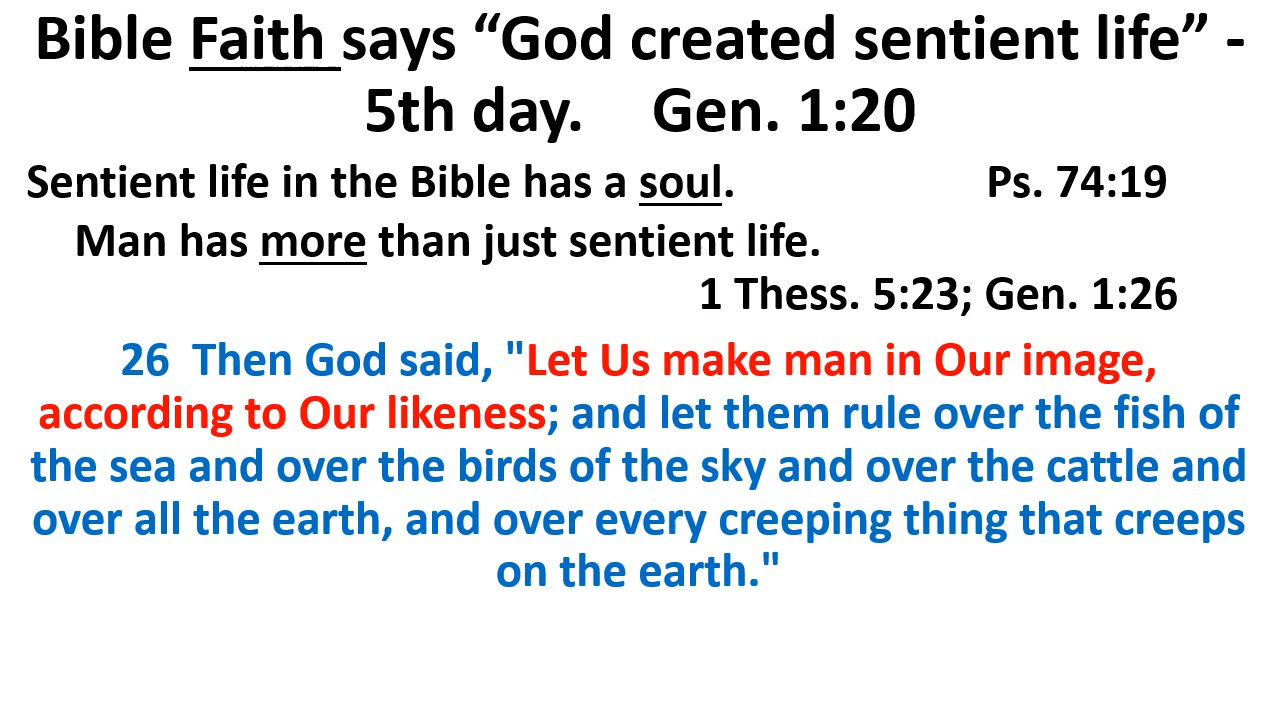 Bible Faith says “God created sentient life” -
5th day. Gen. 1:20
Sentient life in the Bible has a soul. Ps. 74:19
Man has more than just sentient life.
1 Thess. 5:23; Gen. 1:26
26 Then God said, "Let Us make man in Our image,
according to Our likeness; and let them rule over the fish of
the sea and over the birds of the sky and over the cattle and
over all the earth, and over every creeping thing that creeps
on the earth."